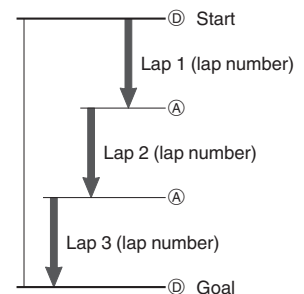 Ⓓ Start
Lap 1 (lap number)
Ⓐ
Lap 2 (lap number)
Ⓐ
Lap 3 (lap number)
Ⓓ Goal